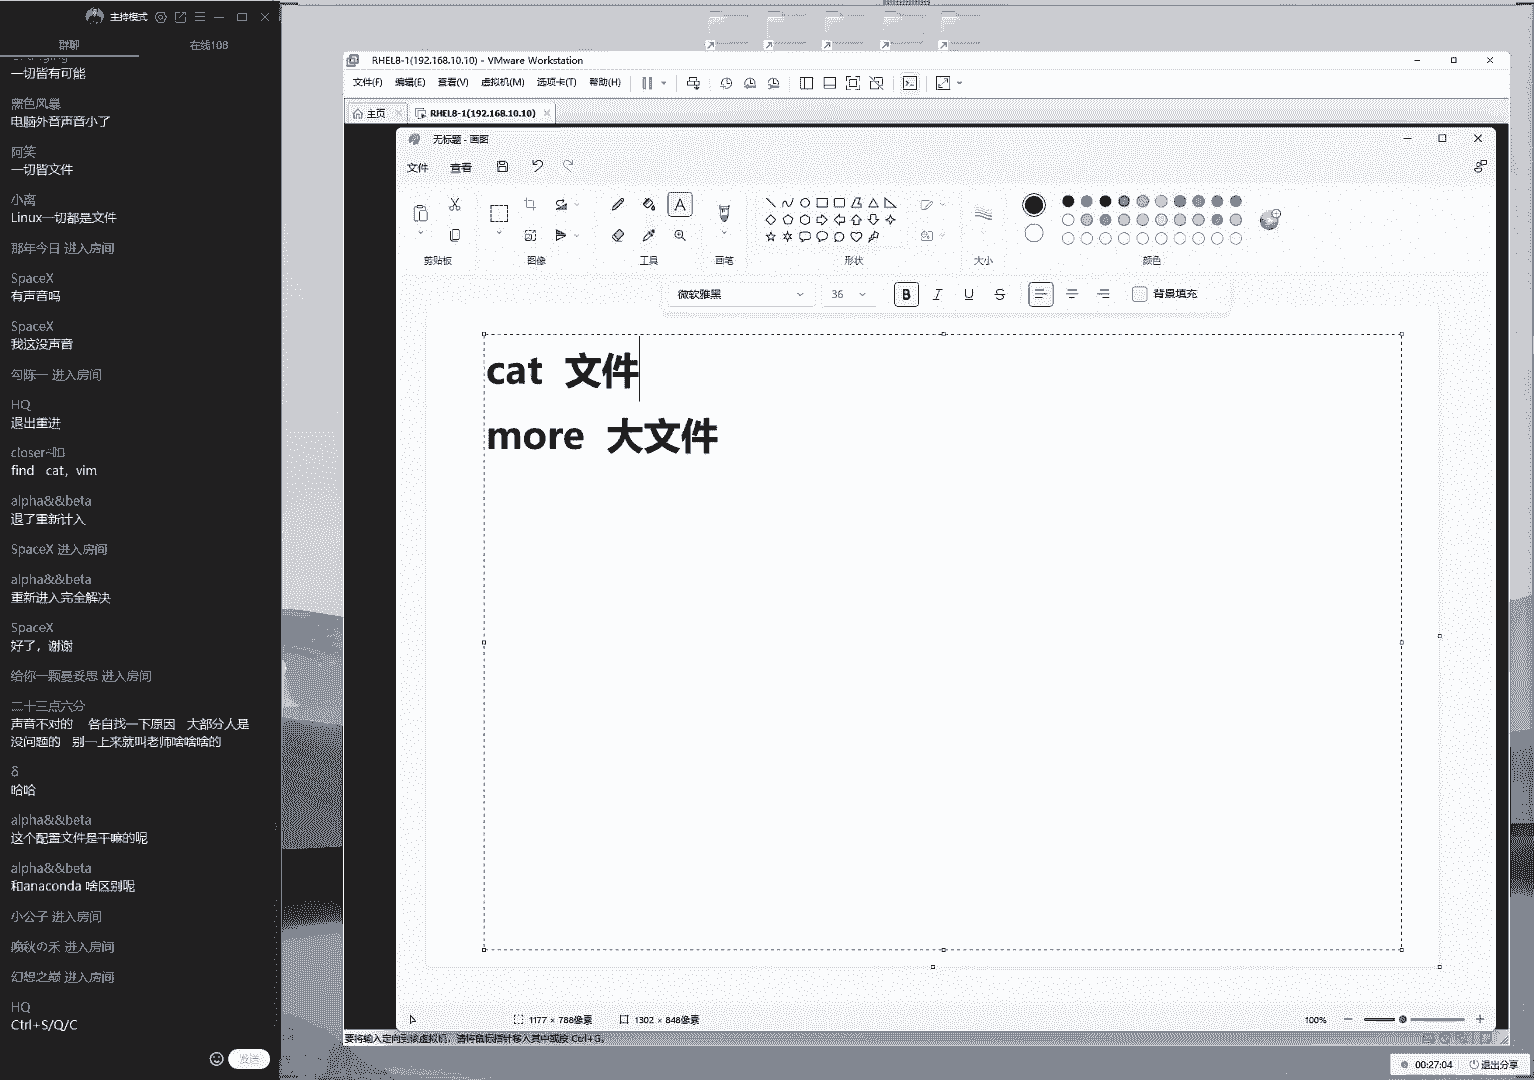 主持模式
群聊
在线108
一切皆有可能
黑色风暴
电脑外音声音小了
阿笑
一切皆文件
小离
Linux一切都是文件
那年今日 进入房间
SpaceX
有声音吗
SpaceX
我这没声音
勾陈一 进入房间
HQ
退出重进
find cat，vim
alpha&&beta
退了重新计入
SpaceX 进入房间
alpha&&beta
重新进入完全解决
SpaceX
好了，谢谢
给你一颗曼妥思 进入房间
二十三点六分
声音不对的 各自找一下原因 大部分人是
没问题的 别一上来就叫老师啥啥啥的
δ
哈哈
alpha&&beta
这个配置文件是干嘛的呢
alpha&&beta
和anaconda 啥区别呢
小公子 进入房间
晚秋の禾 进入房间
幻想之巅 进入房间
HQ
Ctrl+S/Q/C
发送
RHEL8-1(192.168.10.10) - VMware Workstation
文件(F) 编辑(E) 查看(V) 虚拟机(M) 选项卡(T) 帮助(H)
主页 RHEL8-1(192.168.10.10)
无标题 - 画图
文件 查看
剪贴板 图像 工具 画笔 形状 大小 颜色
微软雅黑 36 B I U S 背景填充
cat 文件
more 大文件
1177 × 788像素 1302 × 848像素 100%
要将输入定向到该虚拟机，请将鼠标指针移入其中或按 Ctrl+G。
00:27:04 退出分享